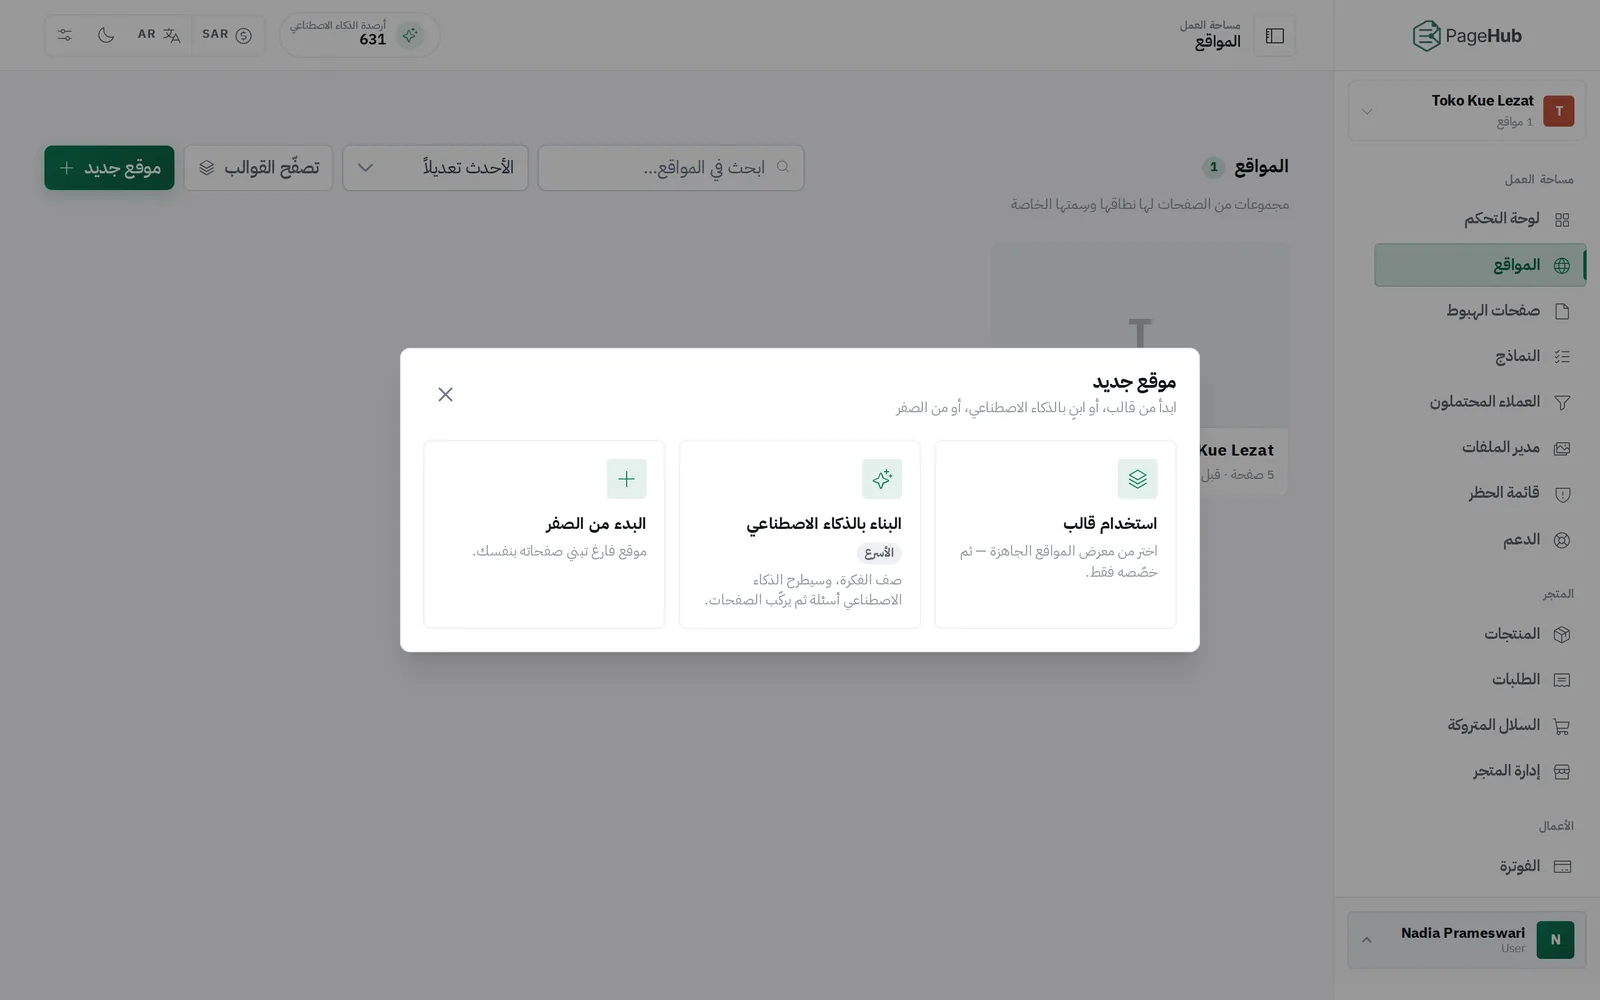 PageHub
مساحة العمل
المواقع
أرصدة الذكاء الاصطناعي
631
SAR
AR
T
Toko Kue Lezat
1 مواقع
مساحة العمل
لوحة التحكم
المواقع
صفحات الهبوط
النماذج
العملاء المحتملون
مدير الملفات
قائمة الحظر
الدعم
المتجر
المنتجات
الطلبات
السلال المتروكة
إدارة المتجر
الأعمال
الفوترة
N
Nadia Prameswari
User
المواقع 1
مجموعات من الصفحات لها نطاقها وسِمتها الخاصة
ابحث في المواقع...
الأحدث تعديلاً
تصفّح القوالب
موقع جديد
T
Kue Lezat
5 صفحة · قبل
موقع جديد
ابدأ من قالب، أو ابنِ بالذكاء الاصطناعي، أو من الصفر
استخدام قالب
اختر من معرض المواقع الجاهزة — ثم
خصّصه فقط.
البناء بالذكاء الاصطناعي
الأسرع
صف الفكرة، وسيطرح الذكاء
الاصطناعي أسئلة ثم يركّب الصفحات.
البدء من الصفر
موقع فارغ تبني صفحاته بنفسك.